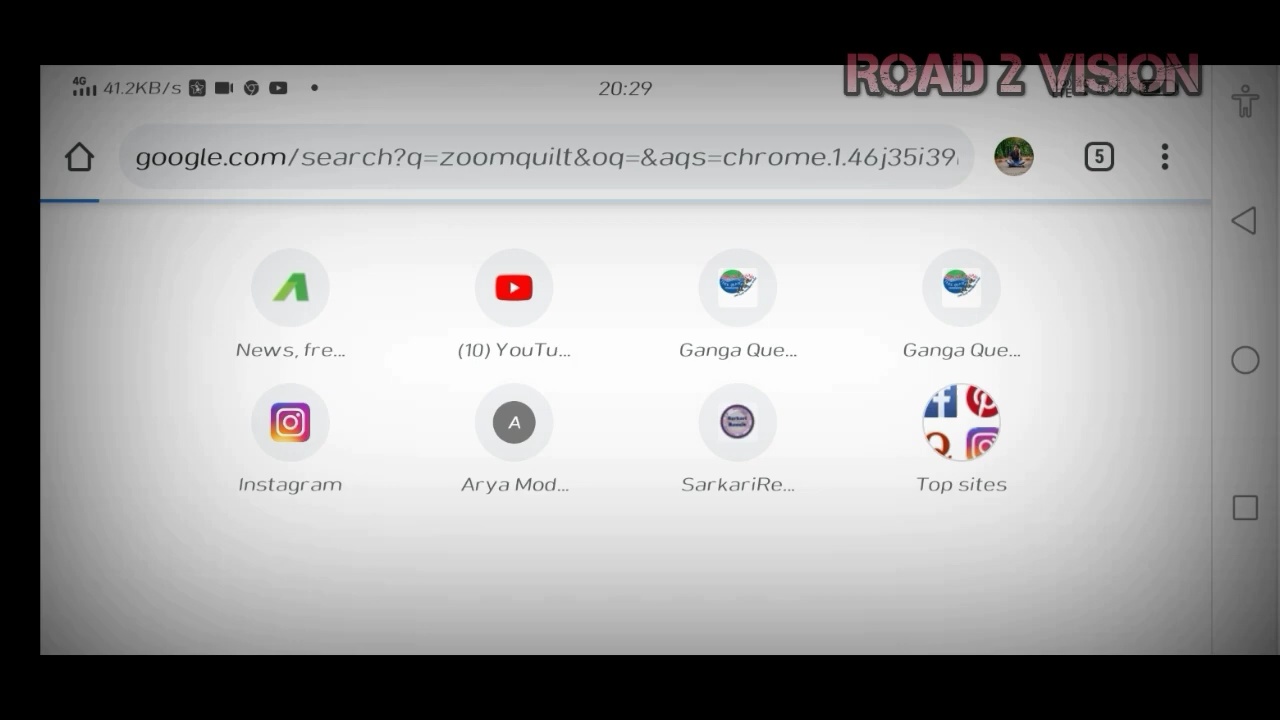 ROAD 2 VISION
4G 41.2KB/s 20:29
google.com/search?q=zoomquilt&oq=&aqs=chrome.1.46j35i39
5
News, fre... (10) YouTu... Ganga Que... Ganga Que...
A
Instagram Arya Mod... SarkariRe... Top sites